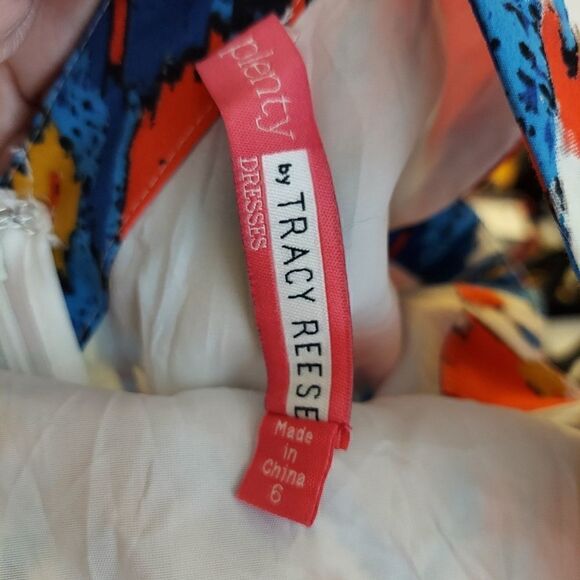 plenty
by TRACY REESE
DRESSES
Made
in
China
6